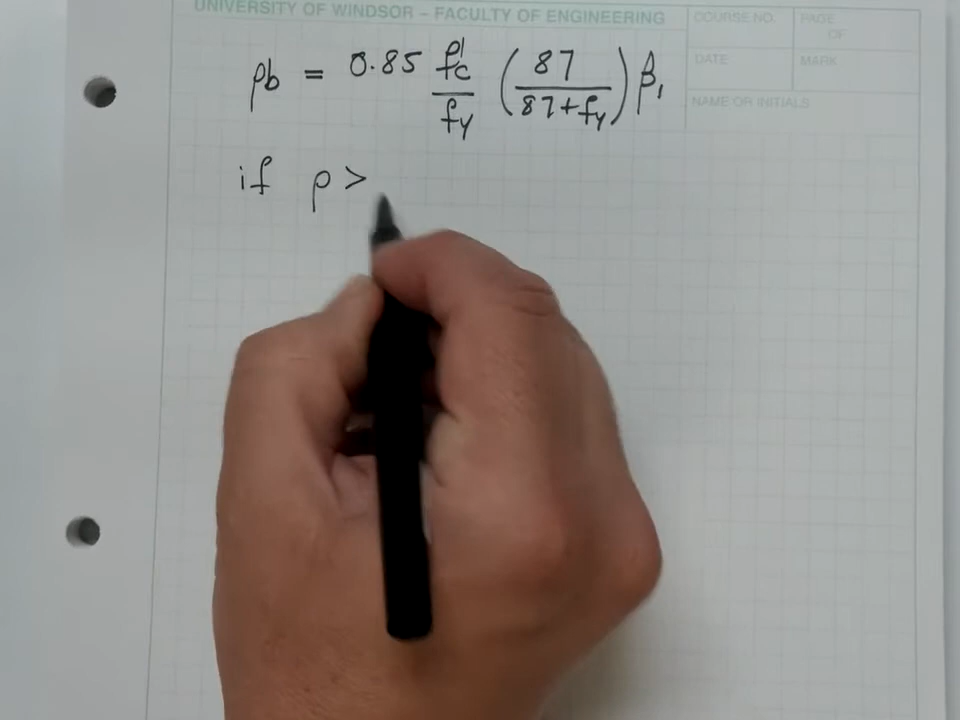 UNIVERSITY OF WINDSOR – FACULTY OF ENGINEERING
COURSE NO.
PAGE
OF
DATE
MARK
NAME OR INITIALS
ρb = 0.85 f'c/fy (87/(87+fy)) β₁
if ρ >